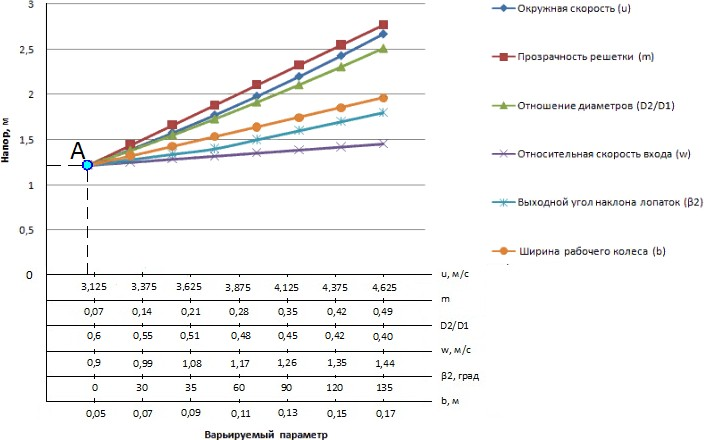 3
2,5
2
1,5
1
0,5
0
Напор, м
A
Окружная скорость (u)
Прозрачность решетки (m)
Отношение диаметров (D2/D1)
Относительная скорость входа (w)
Выходной угол наклона лопаток (β2)
Ширина рабочего колеса (b)
u, м/с
3,125 3,375 3,625 3,875 4,125 4,375 4,625
m
0,07 0,14 0,21 0,28 0,35 0,42 0,49
D2/D1
0,6 0,55 0,51 0,48 0,45 0,42 0,40
w, м/с
0,9 0,99 1,08 1,17 1,26 1,35 1,44
β2, град
0 30 35 60 90 120 135
b, м
0,05 0,07 0,09 0,11 0,13 0,15 0,17
Варьируемый параметр